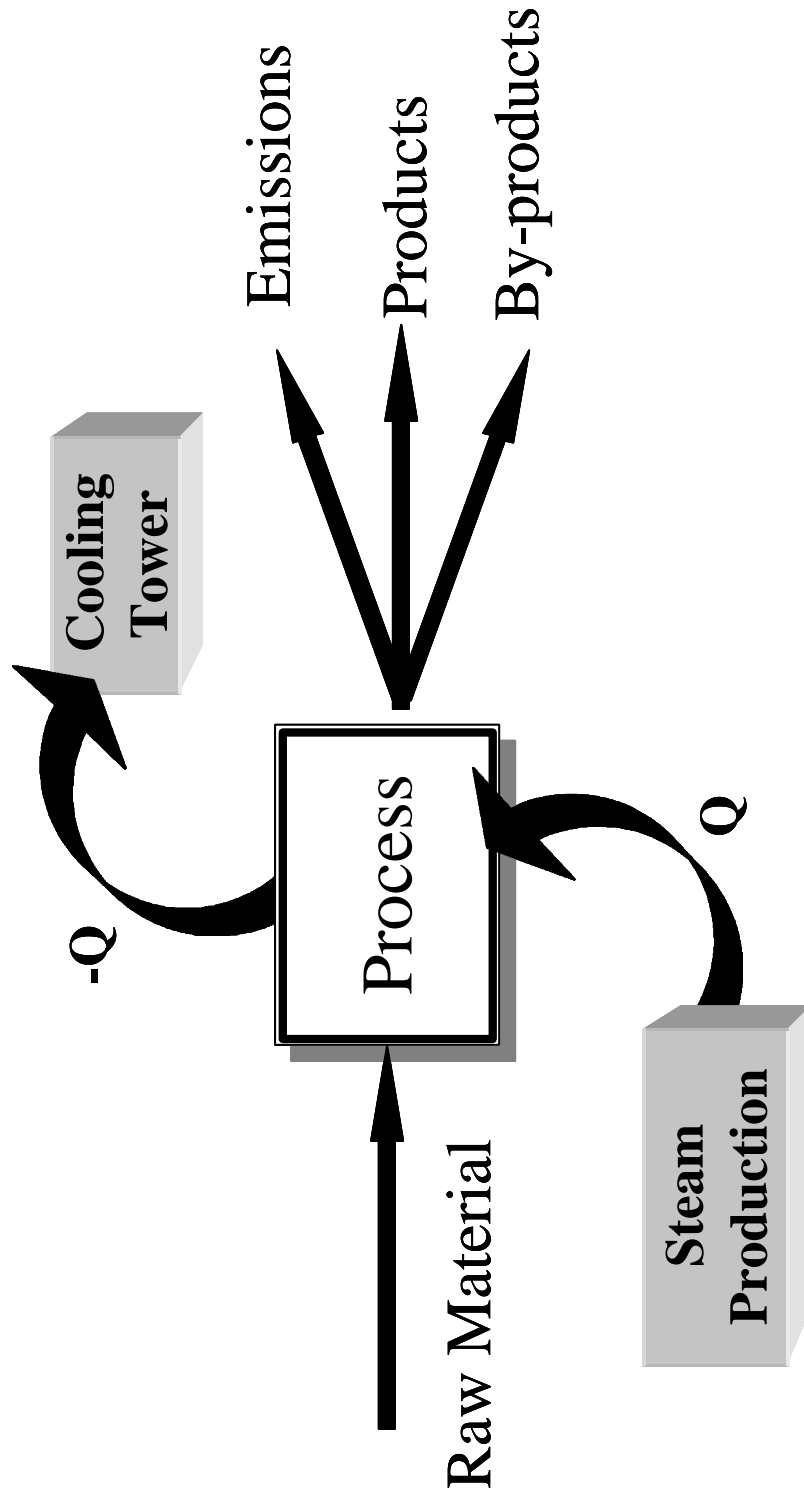 -Q
Cooling
Tower
Emissions
Process
Products
Raw Material
By-products
Steam
Production
Q